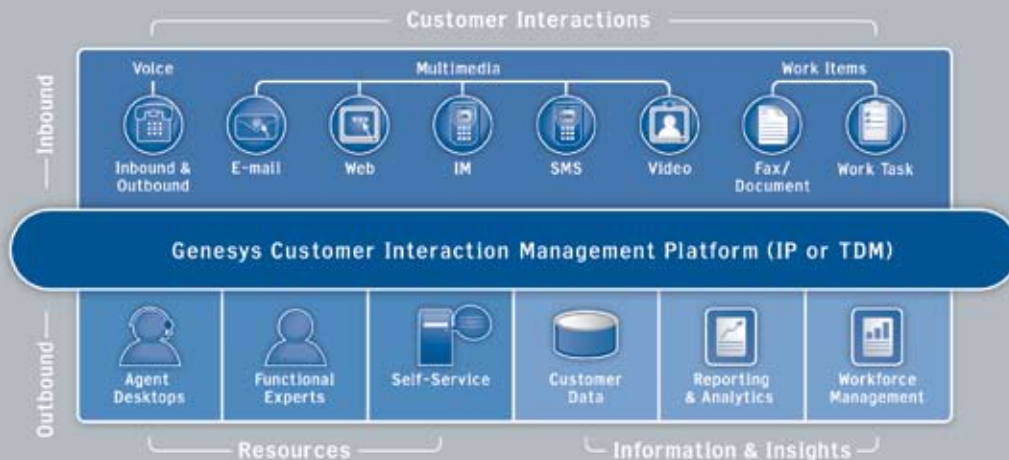 Customer Interactions
Inbound
Voice
Multimedia
Work Items
Inbound &
Outbound
E-mail
Web
IM
SMS
Video
Fax/
Document
Work Task
Genesys Customer Interaction Management Platform (IP or TDM)
Outbound
Agent
Desktops
Functional
Experts
Self-Service
Customer
Data
Reporting
& Analytics
Workforce
Management
Resources
Information & Insights